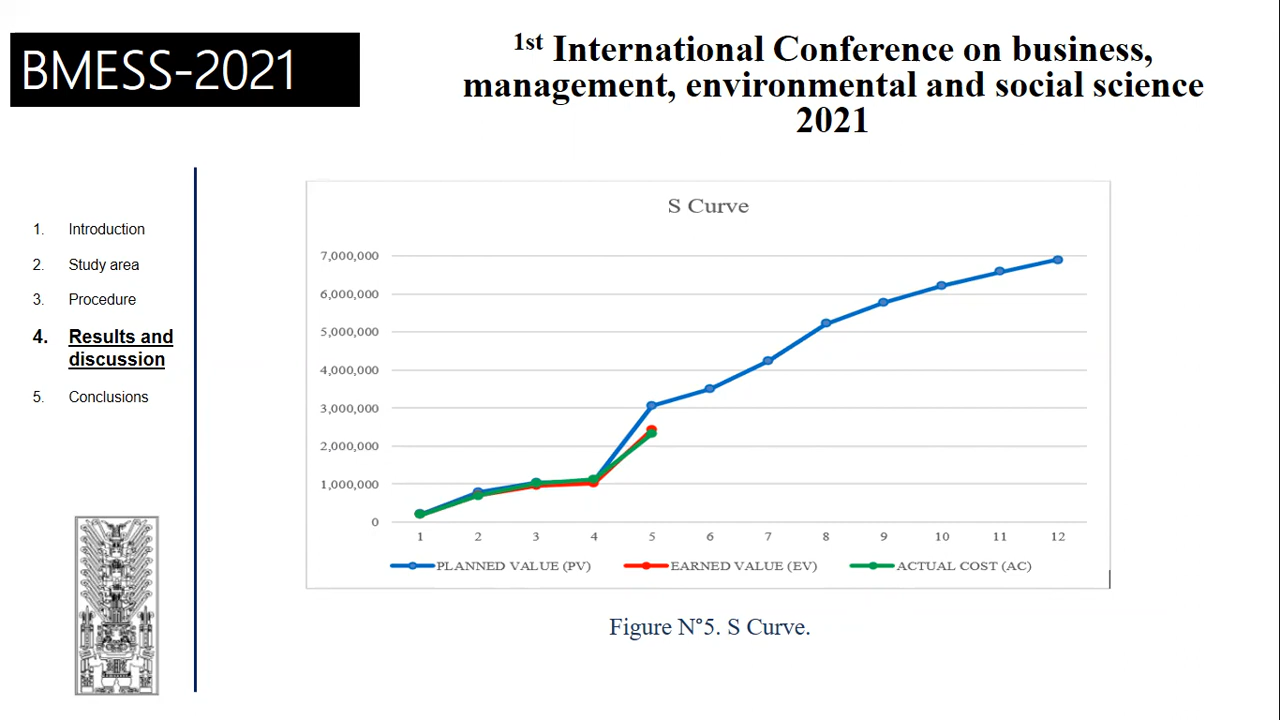 BMESS-2021
1st International Conference on business,
management, environmental and social science
2021
1. Introduction
2. Study area
3. Procedure
4. Results and
discussion
5. Conclusions
S Curve
7,000,000
6,000,000
5,000,000
4,000,000
3,000,000
2,000,000
1,000,000
0
1 2 3 4 5 6 7 8 9 10 11 12
PLANNED VALUE (PV) EARNED VALUE (EV) ACTUAL COST (AC)
Figure N°5. S Curve.